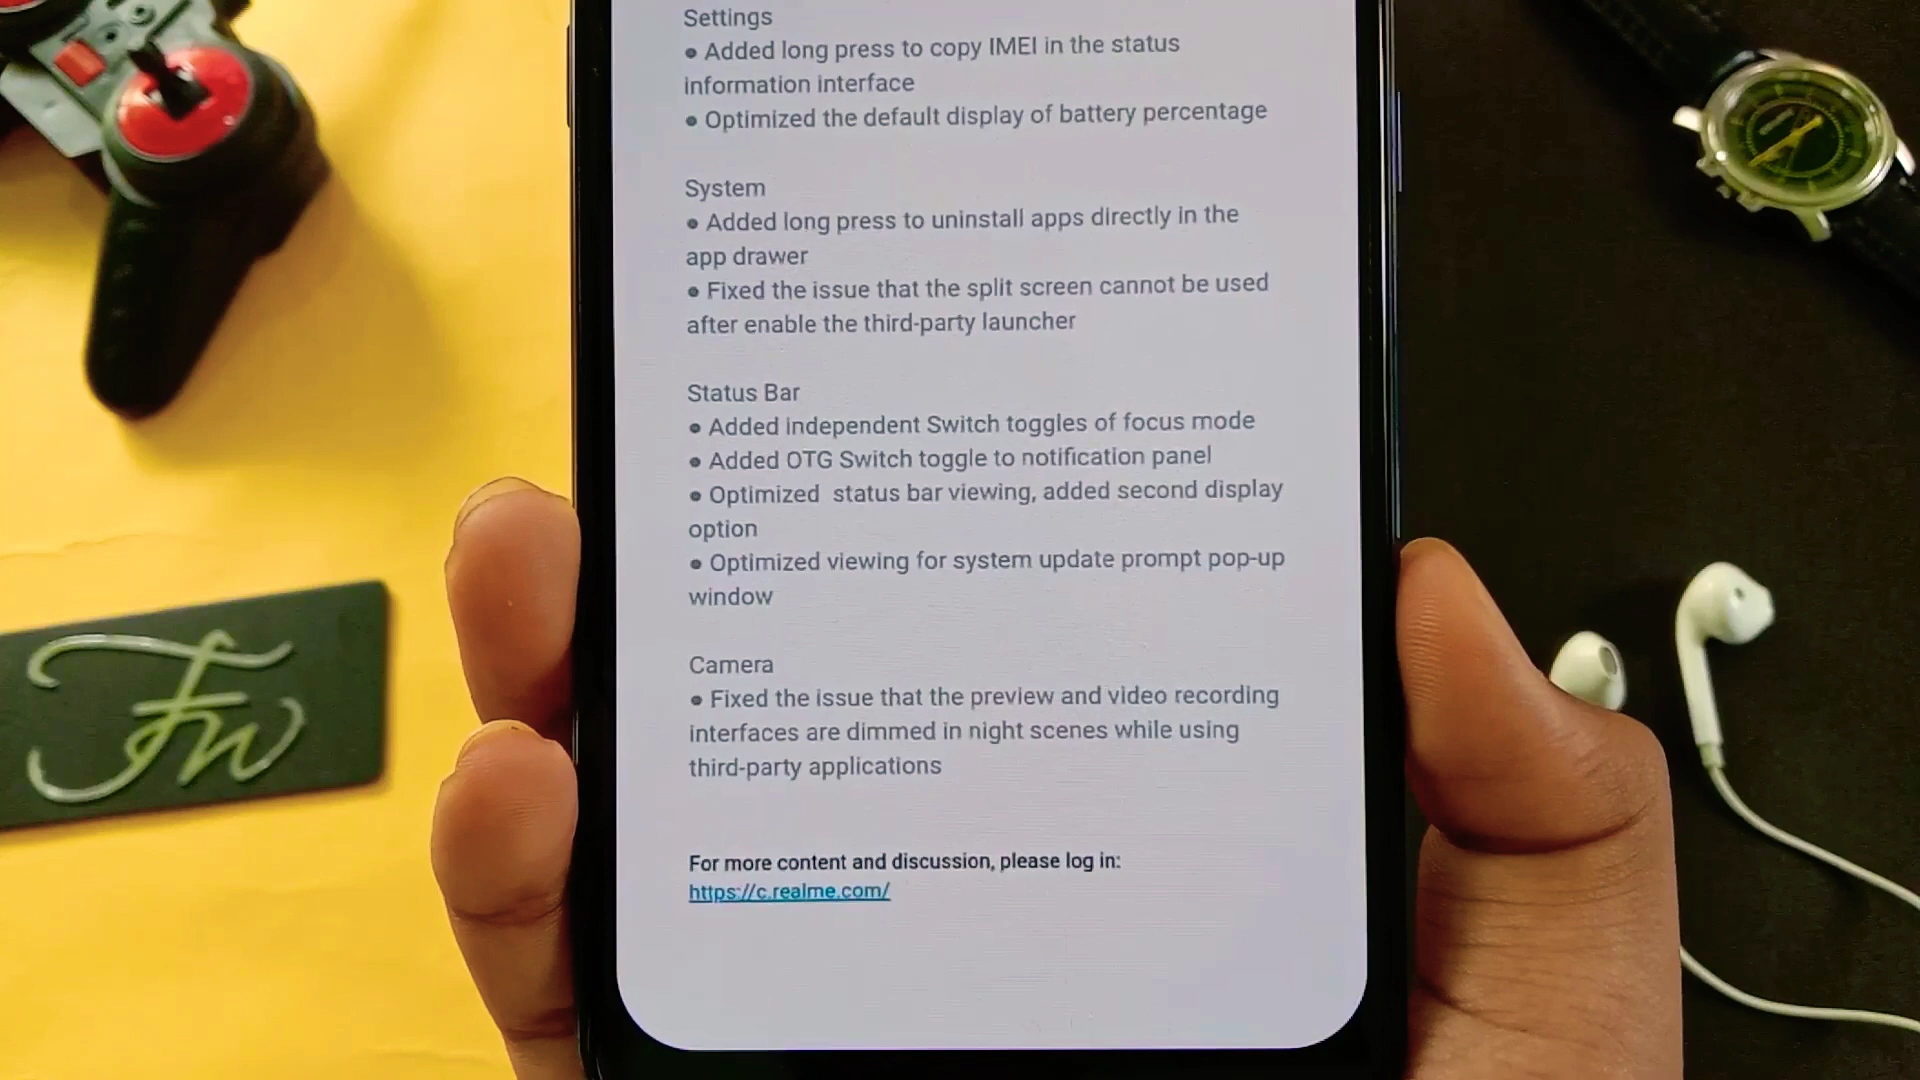 Settings
• Added long press to copy IMEI in the status
information interface
• Optimized the default display of battery percentage
System
• Added long press to uninstall apps directly in the
app drawer
• Fixed the issue that the split screen cannot be used
after enable the third-party launcher
Status Bar
• Added independent Switch toggles of focus mode
• Added OTG Switch toggle to notification panel
• Optimized  status bar viewing, added second display
option
• Optimized viewing for system update prompt pop-up
window
Camera
• Fixed the issue that the preview and video recording
interfaces are dimmed in night scenes while using
third-party applications
For more content and discussion, please log in:
https://c.realme.com/
Fw